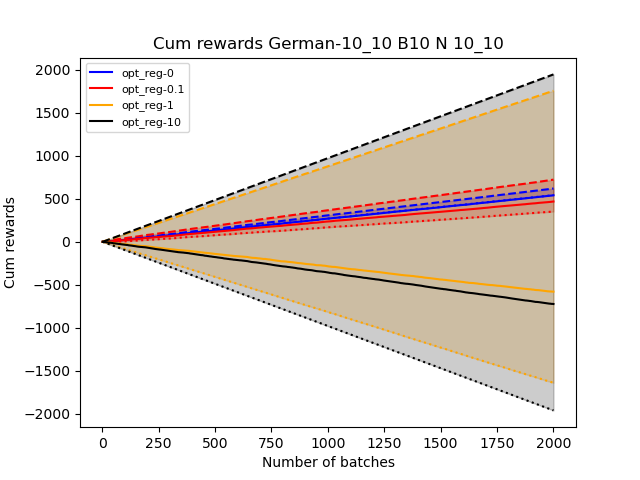 Cum rewards German-10_10 B10 N 10_10
opt_reg-0
opt_reg-0.1
opt_reg-1
opt_reg-10
Cum rewards
2000
1500
1000
500
0
−500
−1000
−1500
−2000
0 250 500 750 1000 1250 1500 1750 2000
Number of batches